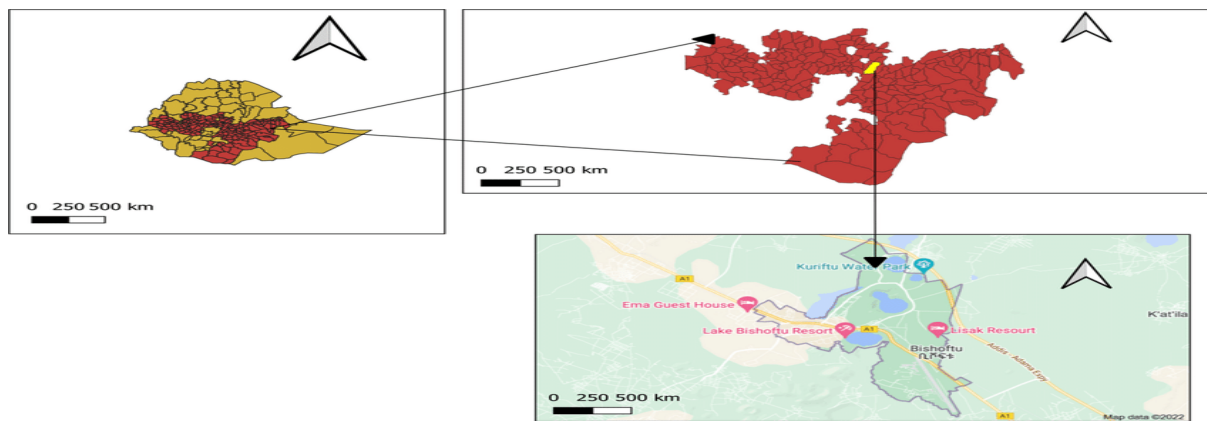 0 250 500 km
0 250 500 km
A1
Kuriftu Water Park
Ema Guest House
K'at'ila
Lake Bishoftu Resort
A1
Lisak Resourt
Bishoftu
ቢሾፍቱ
Addis - Adama Expy
0 250 500 km
A1
Map data ©2022